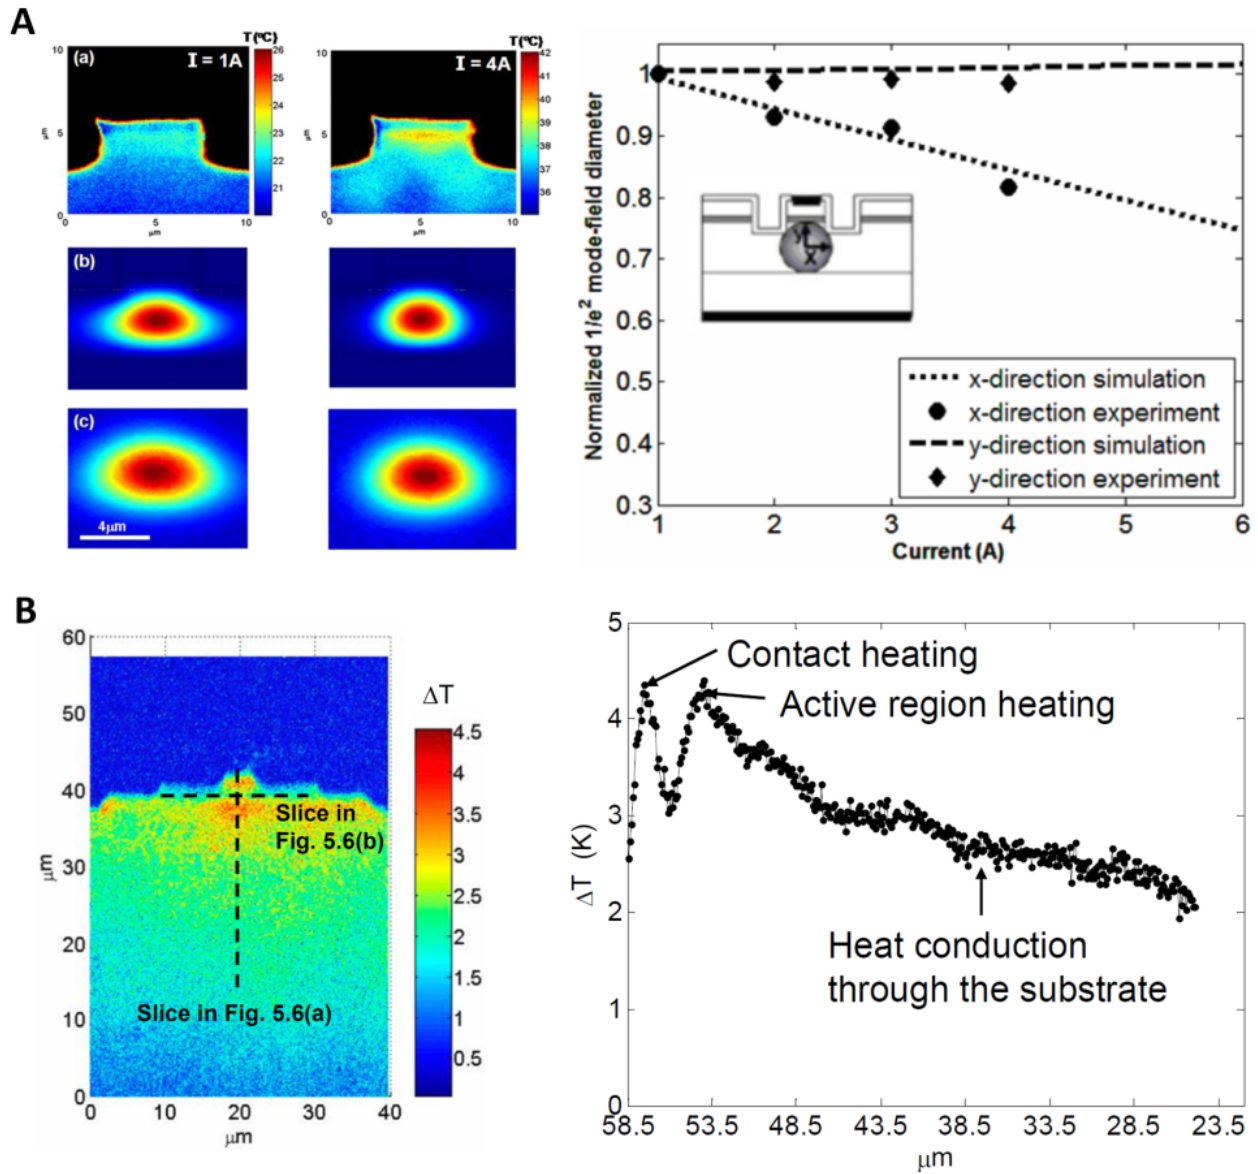 A
(a)
I = 1A
T(ºC)
26
25
24
23
22
21
20
10
5
0
μm
0
5
10
μm
I = 4A
T(ºC)
42
41
40
39
38
37
36
10
5
0
μm
0
5
10
μm
(b)
(c)
4μm
Normalized 1/e² mode-field diameter
1
0.9
0.8
0.7
0.6
0.5
0.4
0.3
y
x
x-direction simulation
x-direction experiment
y-direction simulation
y-direction experiment
1
2
3
4
5
6
Current (A)
B
60
50
40
30
20
10
0
μm
Slice in
Fig. 5.6(b)
Slice in Fig. 5.6(a)
0
10
20
30
40
μm
ΔT
4.5
4
3.5
3
2.5
2
1.5
1
0.5
5
4
3
2
1
0
ΔT (K)
Contact heating
Active region heating
Heat conduction
through the substrate
58.5
53.5
48.5
43.5
38.5
33.5
28.5
23.5
μm